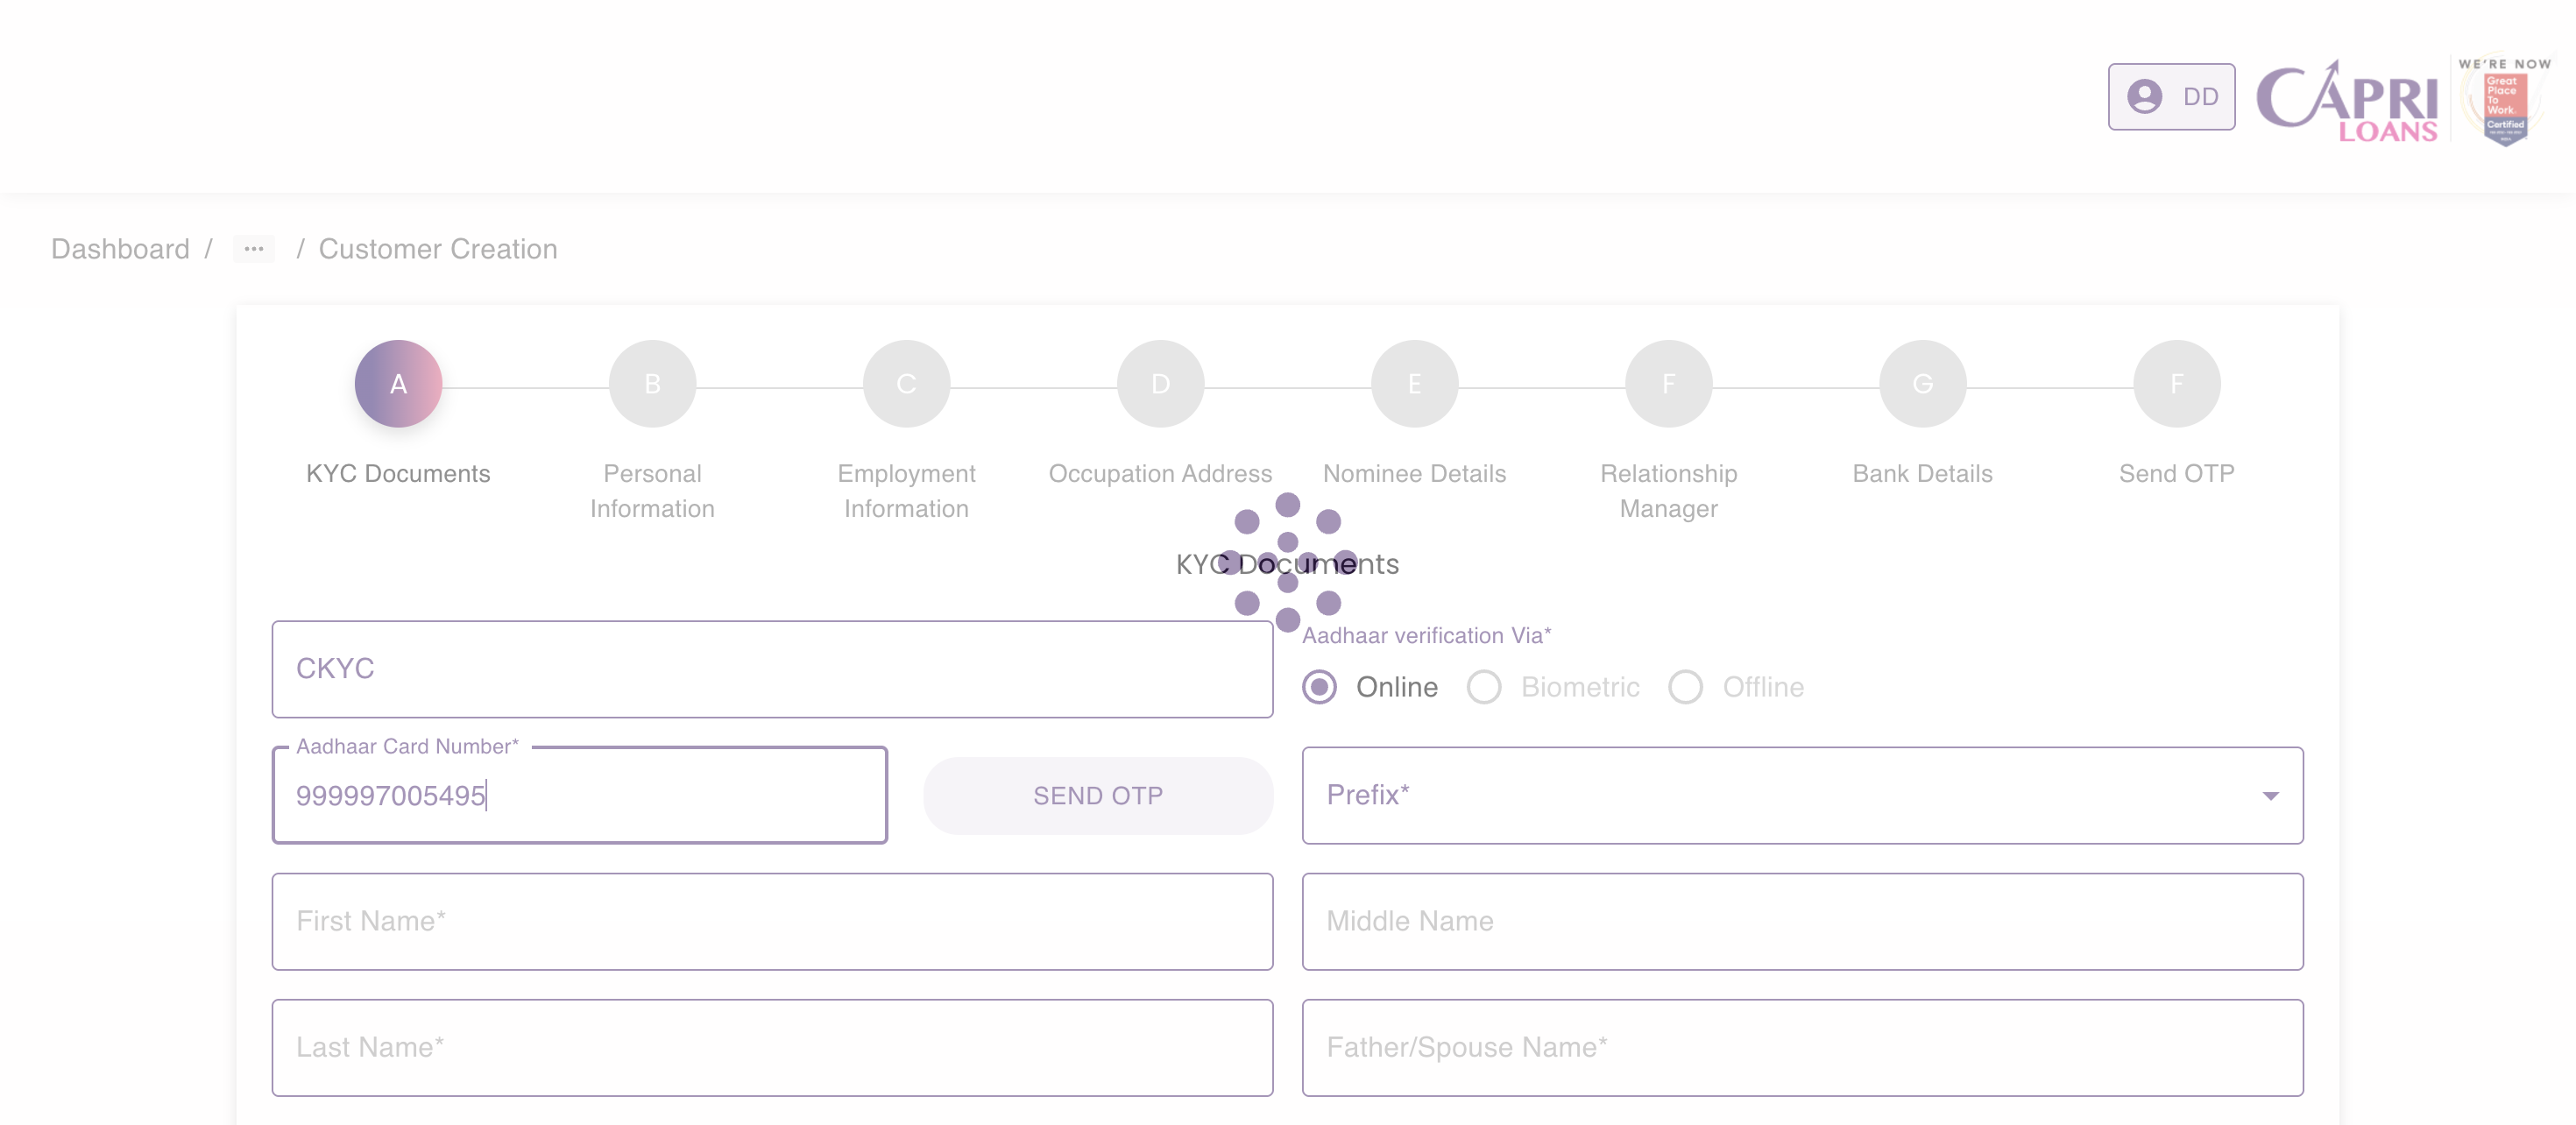 DD
CAPRI
LOANS
WE'RE NOW
Great
Place
To
Work.
Certified
Dashboard / ... / Customer Creation
A
B
C
D
E
F
G
F
KYC Documents
Personal
Information
Employment
Information
Occupation Address
Nominee Details
Relationship
Manager
Bank Details
Send OTP
KYC Documents
CKYC
Aadhaar verification Via*
Online
Biometric
Offline
Aadhaar Card Number*
999997005495
SEND OTP
Prefix*
First Name*
Middle Name
Last Name*
Father/Spouse Name*